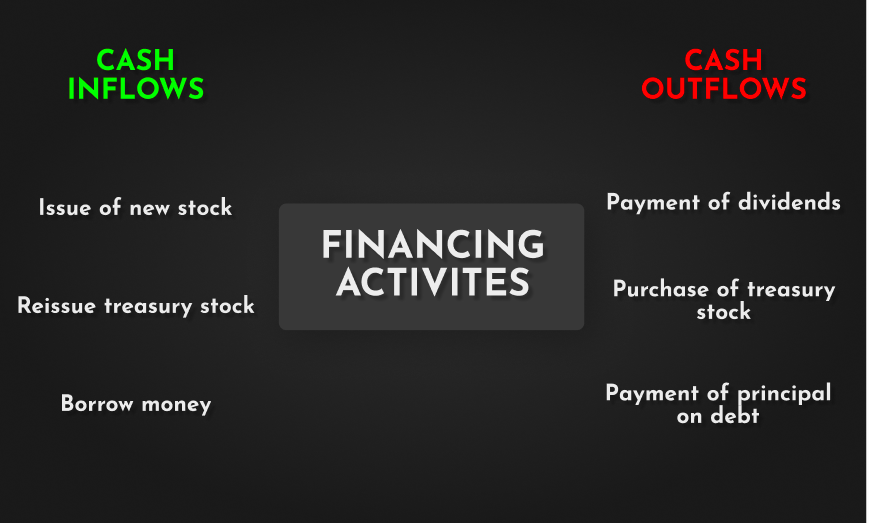 CASH
INFLOWS
Issue of new stock
Reissue treasury stock
Borrow money
FINANCING
ACTIVITES
CASH
OUTFLOWS
Payment of dividends
Purchase of treasury
stock
Payment of principal
on debt